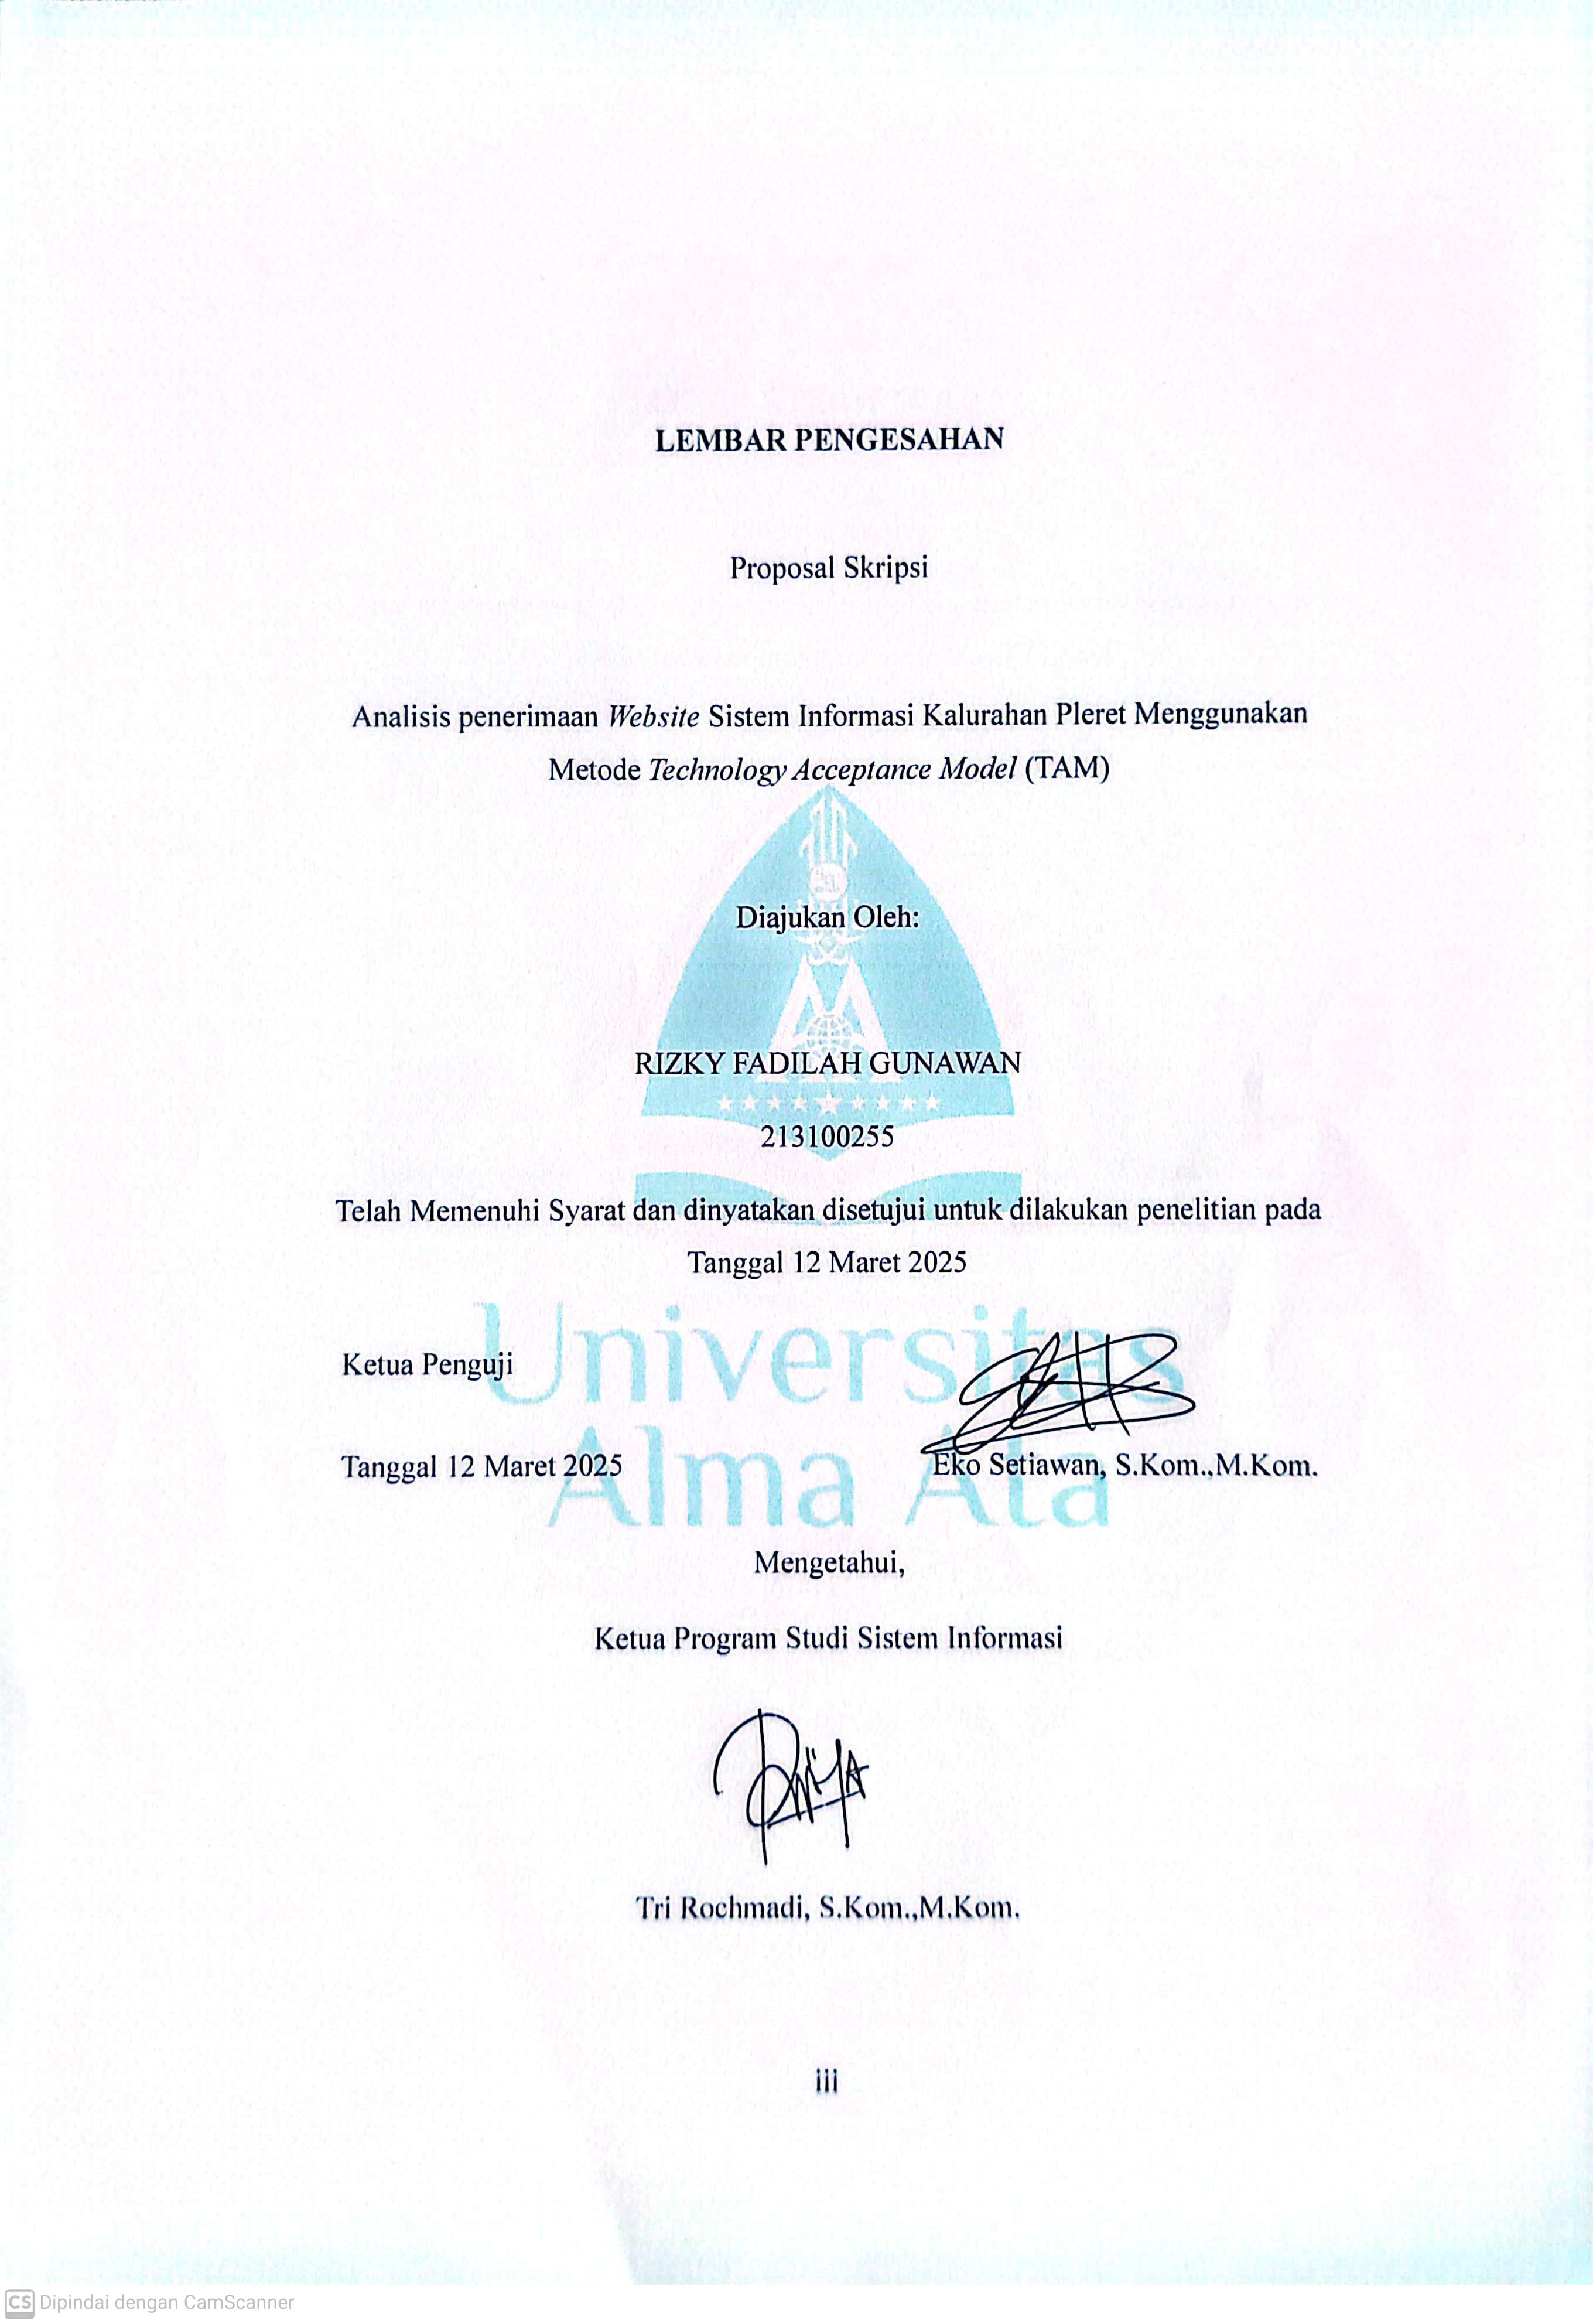 LEMBAR PENGESAHAN
Proposal Skripsi
Analisis penerimaan Website Sistem Informasi Kalurahan Pleret Menggunakan
Metode Technology Acceptance Model (TAM)
Diajukan Oleh:
RIZKY FADILAH GUNAWAN
213100255
Telah Memenuhi Syarat dan dinyatakan disetujui untuk dilakukan penelitian pada
Tanggal 12 Maret 2025
Universitas
Alma Ata
Ketua Penguji
Tanggal 12 Maret 2025
Eko Setiawan, S.Kom.,M.Kom.
Mengetahui,
Ketua Program Studi Sistem Informasi
Tri Rochmadi, S.Kom.,M.Kom.
iii
CS Dipindai dengan CamScanner